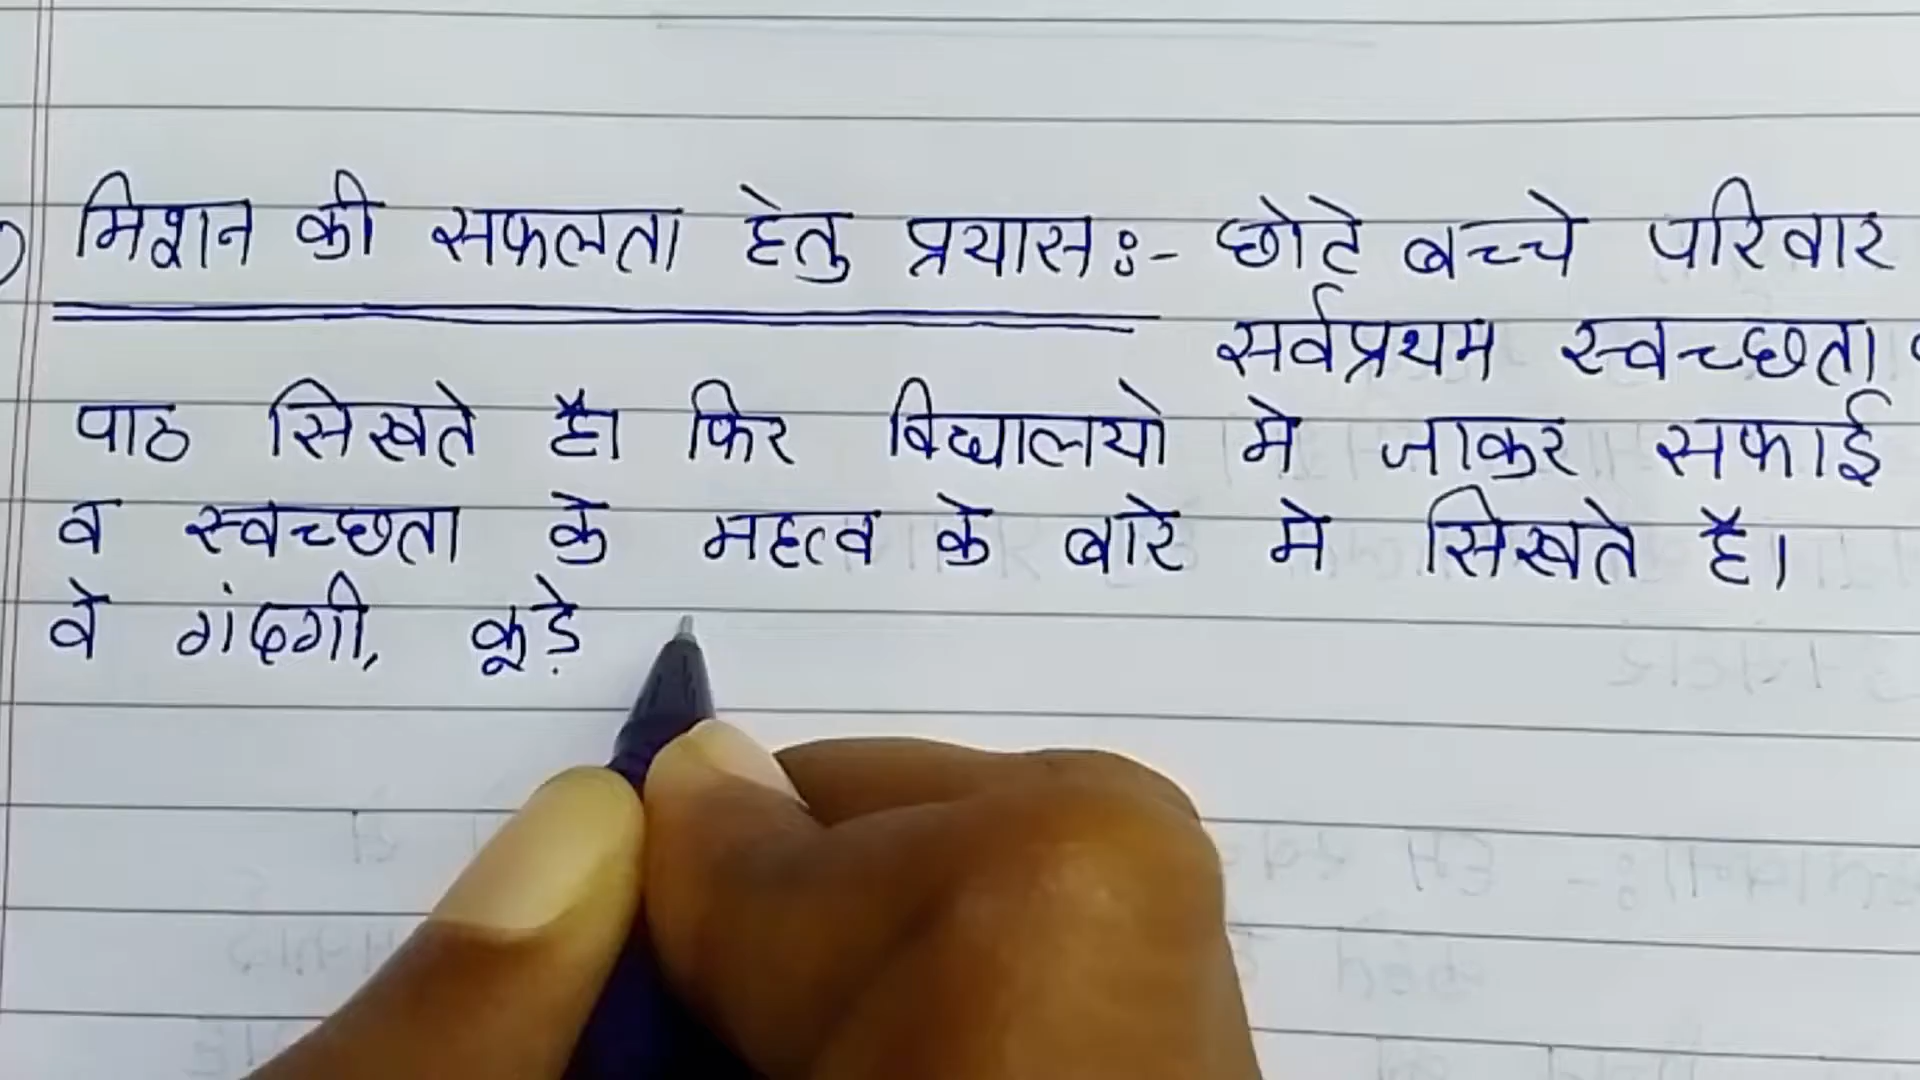 मिशन की सफलता हेतु प्रयासः- छोटे बच्चे परिवार
सर्वप्रथम स्वच्छता
पाठ सिखते है। फिर विद्यालयो मे जाकर सफाई
व स्वच्छता के महत्व के बारे मे सिखते है।
वे गंदगी, कूड़े